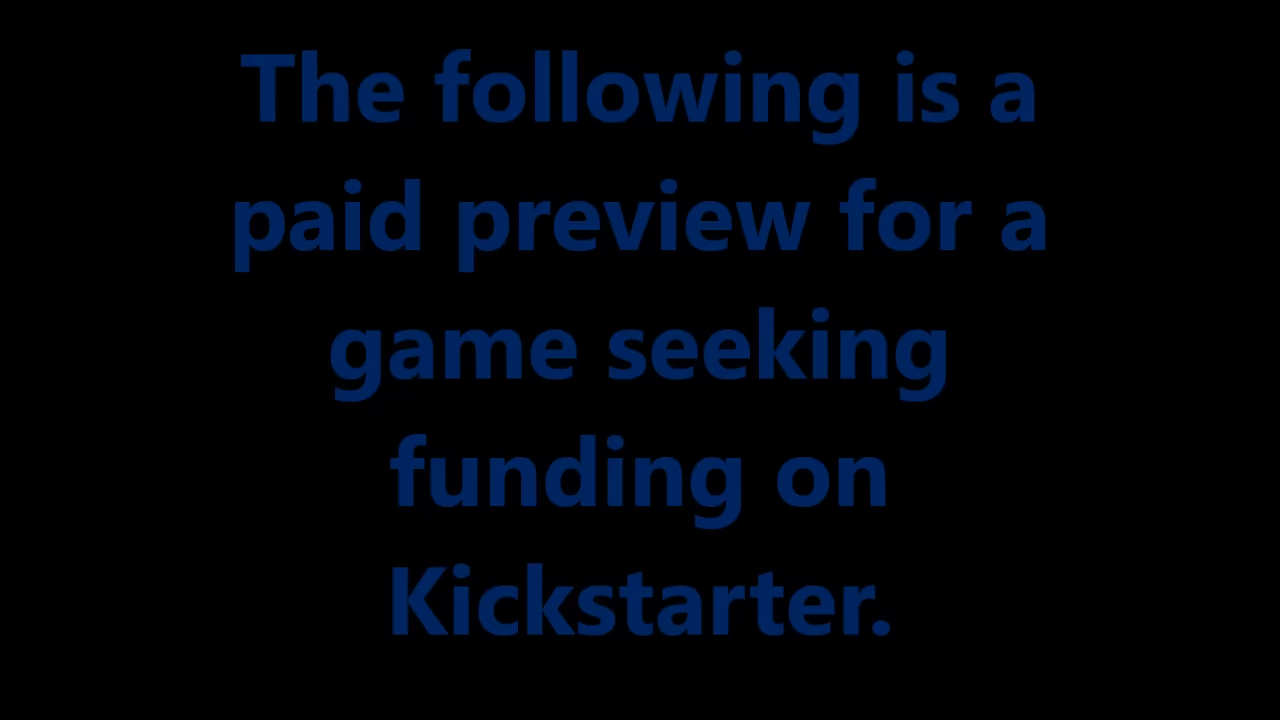 The following is a
paid preview for a
game seeking
funding on
Kickstarter.